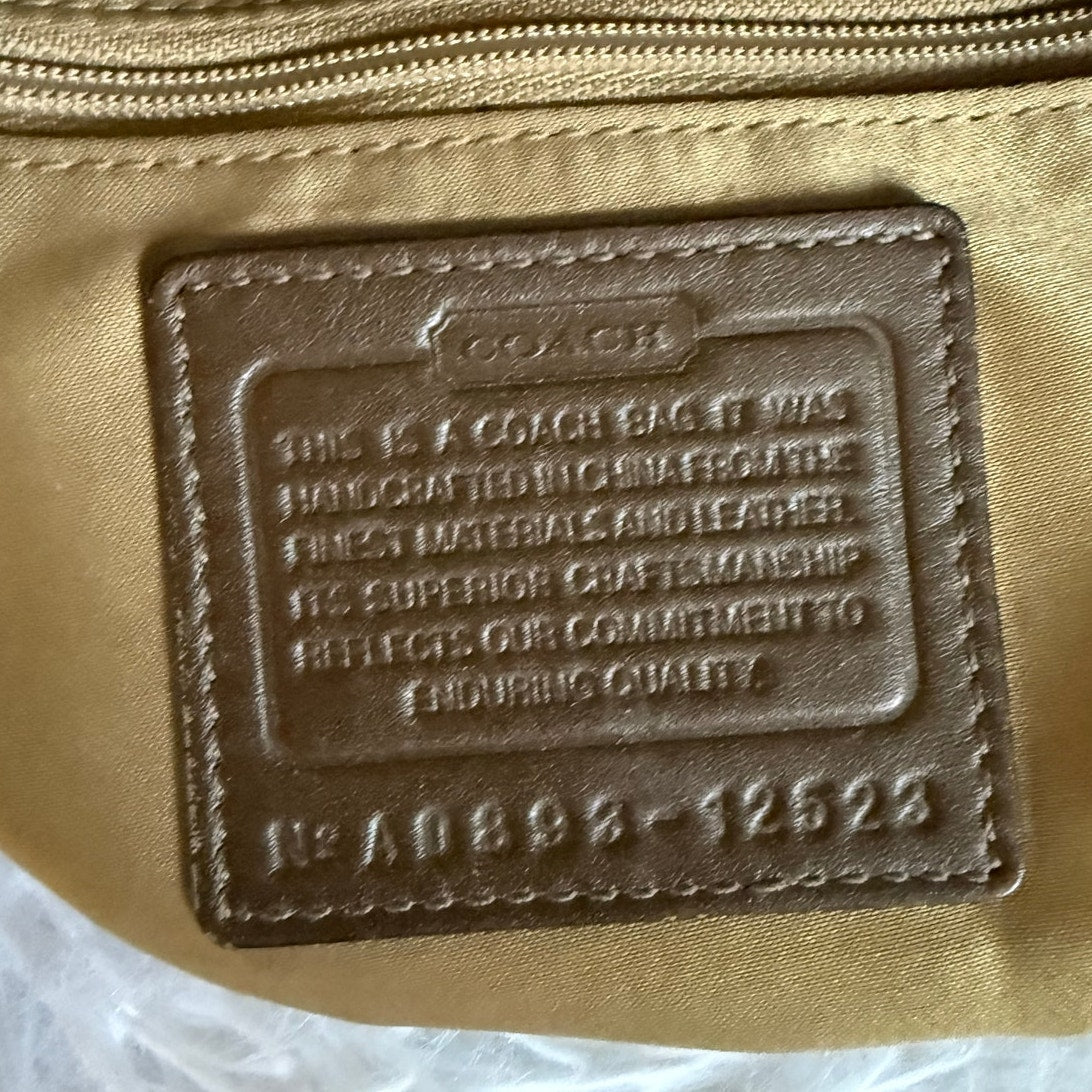 COACH
THIS IS A COACH BAG. IT WAS
HANDCRAFTED IN CHINA FROM THE
FINEST MATERIALS AND LEATHER.
ITS SUPERIOR CRAFTSMANSHIP
REFLECTS OUR COMMITMENT TO
ENDURING QUALITY.
Nº A0893-12523